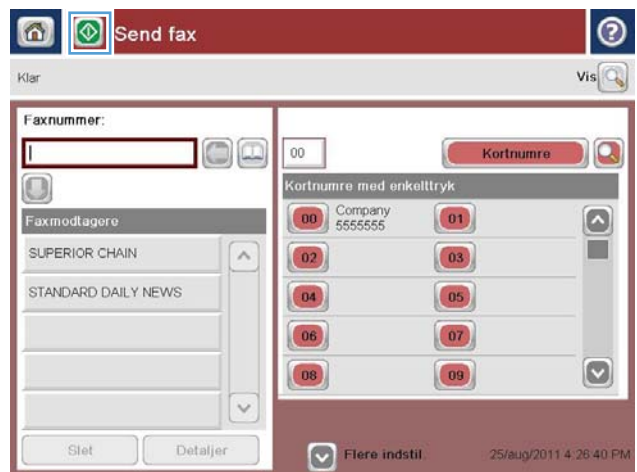 Send fax
Klar
Vis
Faxnummer:
00
Kortnumre
Kortnumre med enkelttryk
00 Company 01
5555555
Faxmodtagere
SUPERIOR CHAIN
02 03
STANDARD DAILY NEWS
04 05
06 07
08 09
Slet Detaljer
Flere indstil. 25/aug/2011 4:26:40 PM